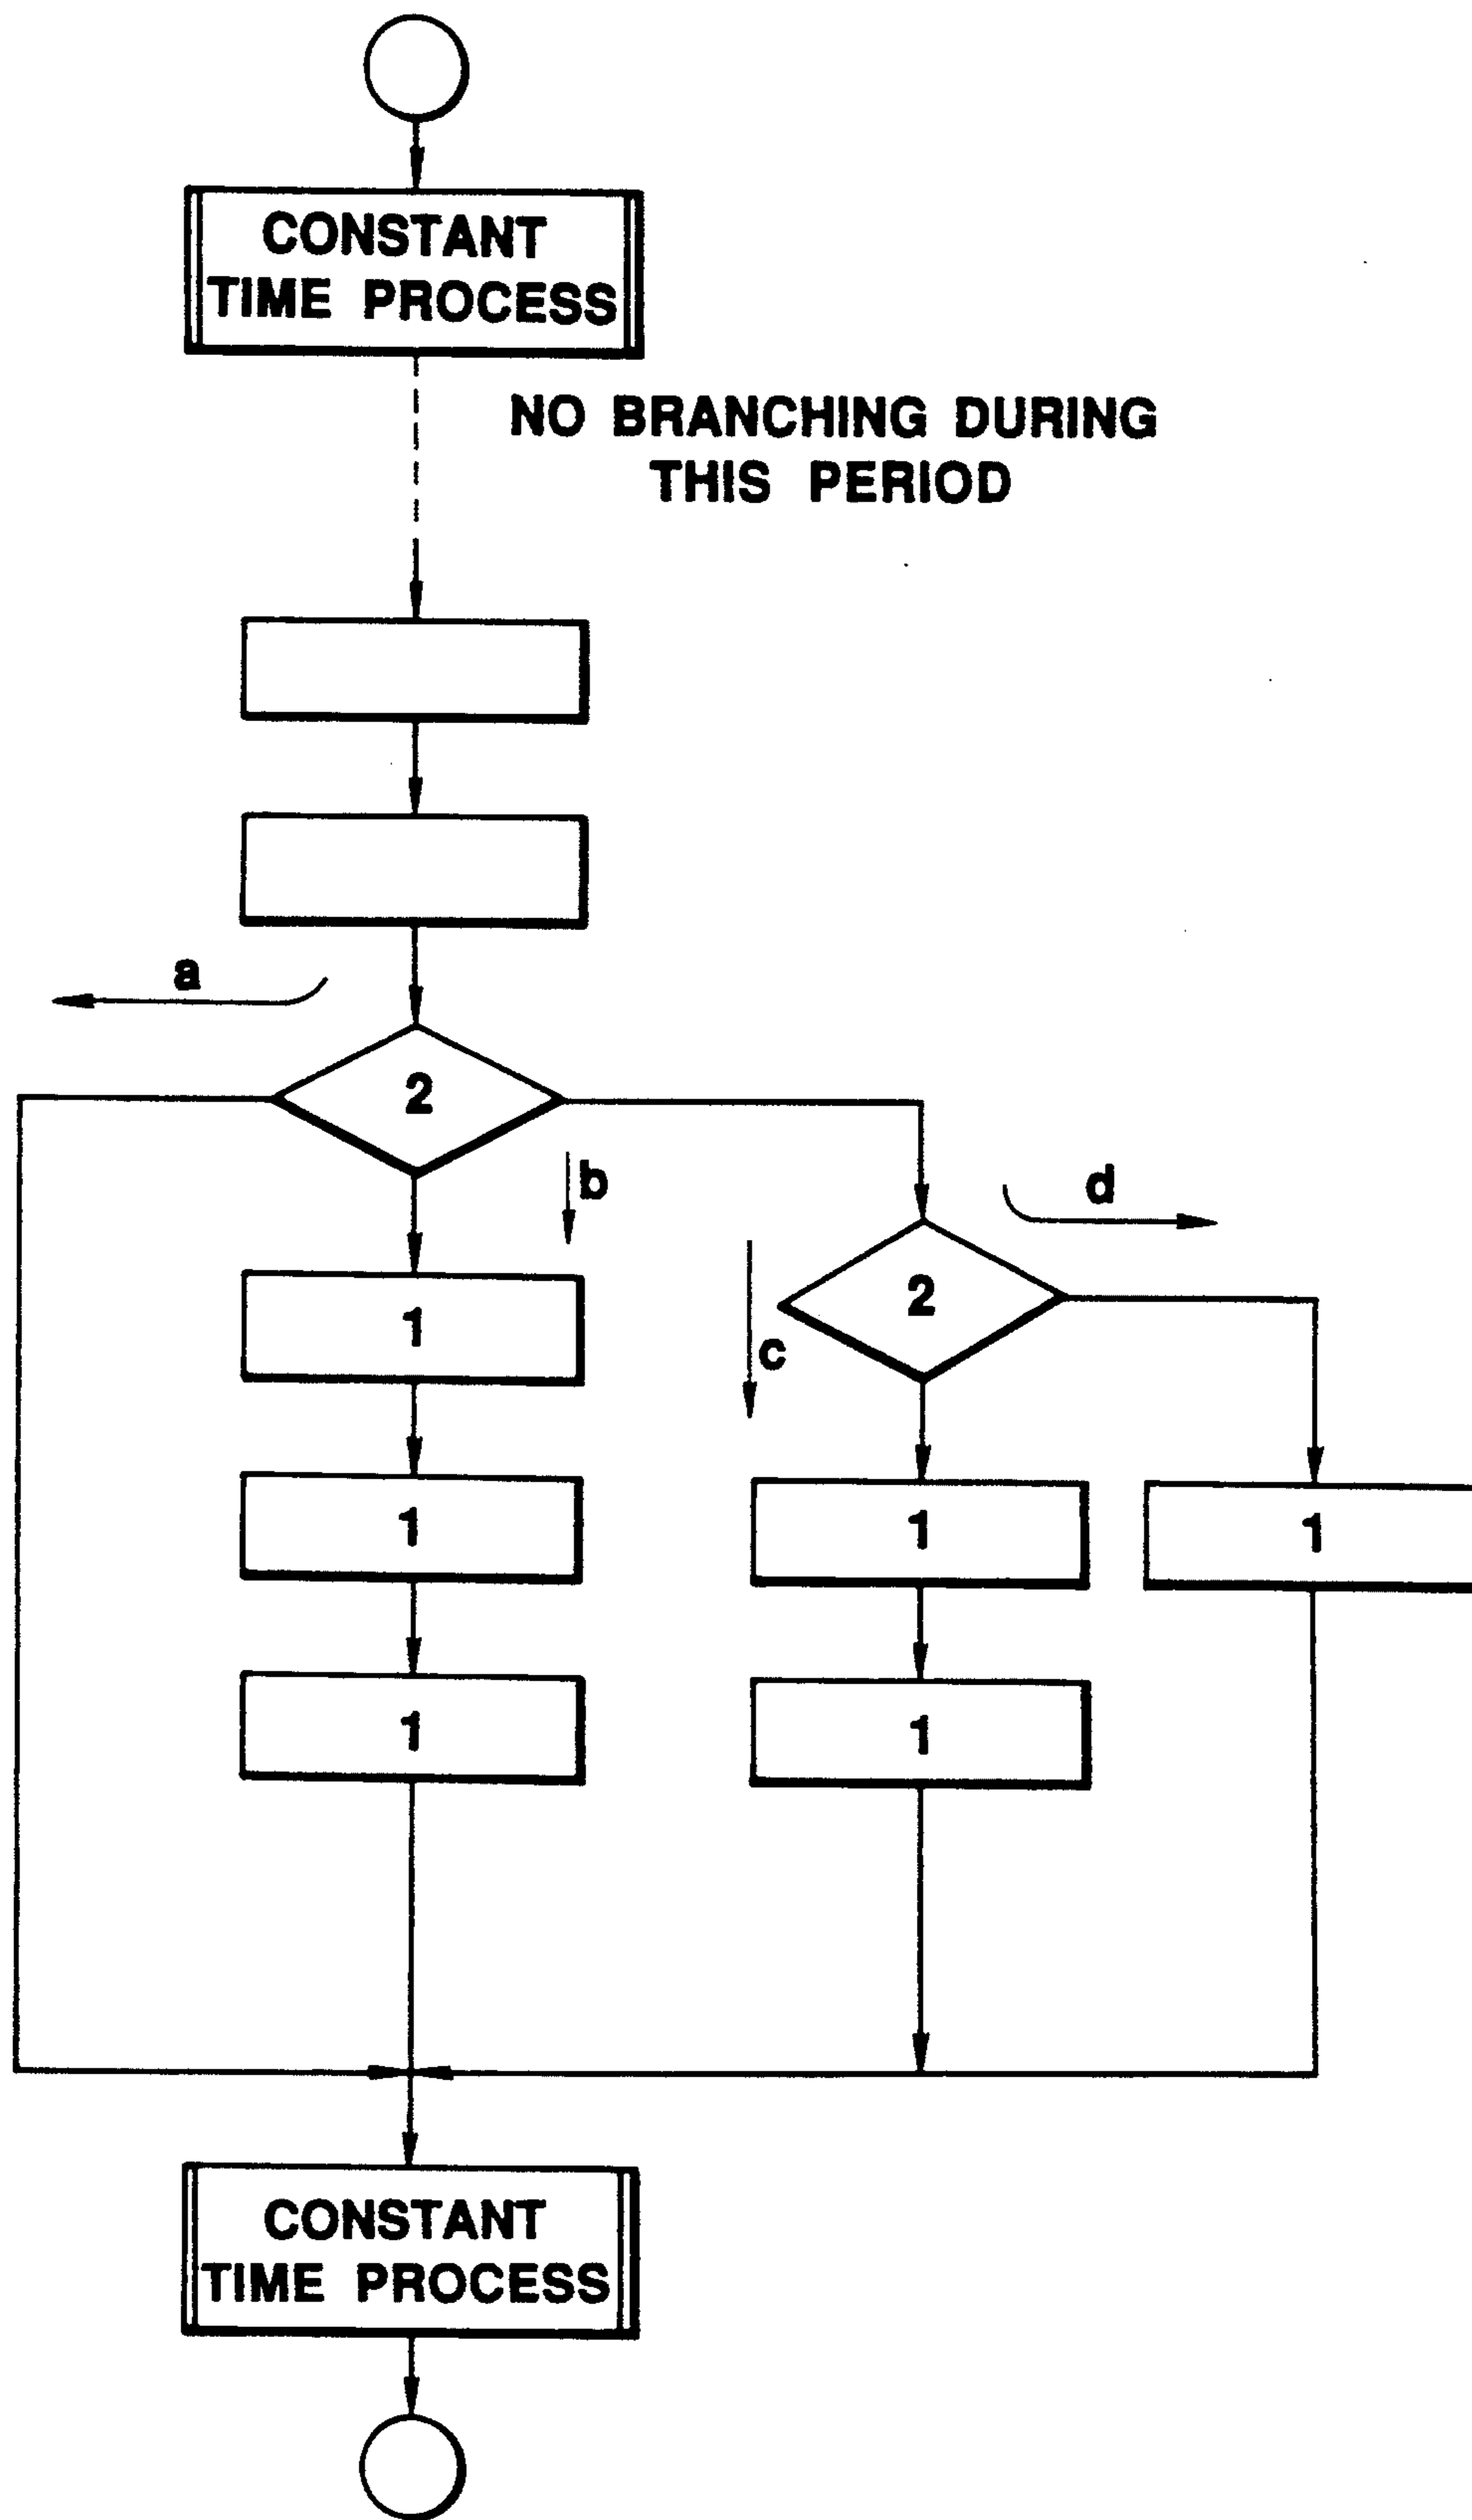 CONSTANT
TIME PROCESS
NO BRANCHING DURING
THIS PERIOD
a
2
b
d
1
2
c
1
1
1
1
1
CONSTANT
TIME PROCESS